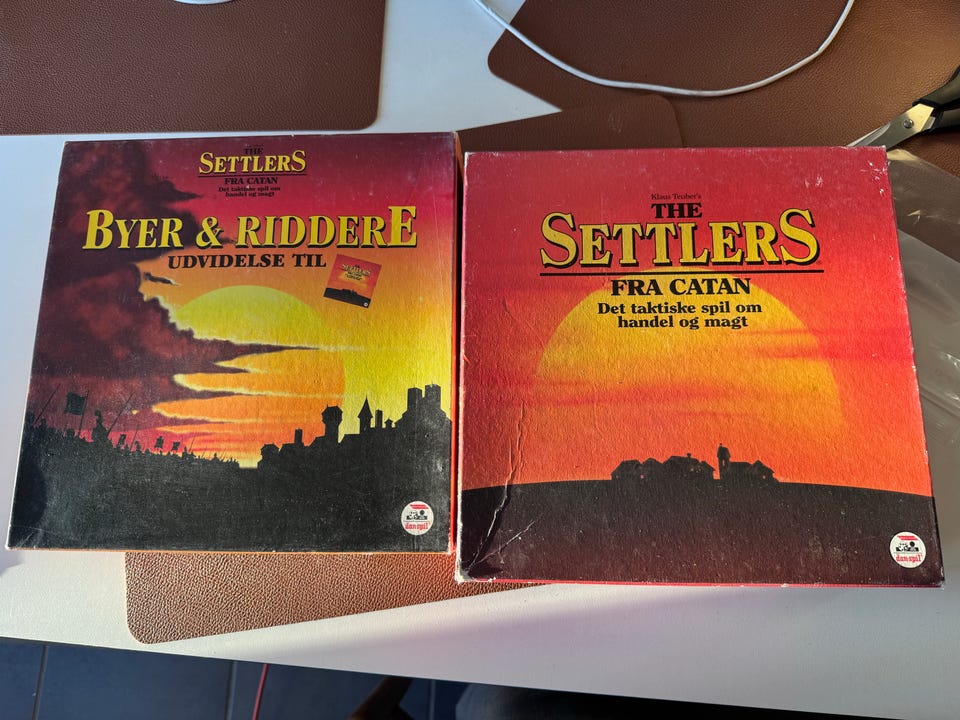 THE
SETTLERS
FRA CATAN
Det taktiske spil om
handel og magt
BYER & RIDDERE
UDVIDELSE TIL
SETTLERS
dan-spil
Klaus Teuber's
THE
SETTLERS
FRA CATAN
Det taktiske spil om
handel og magt
dan-spil